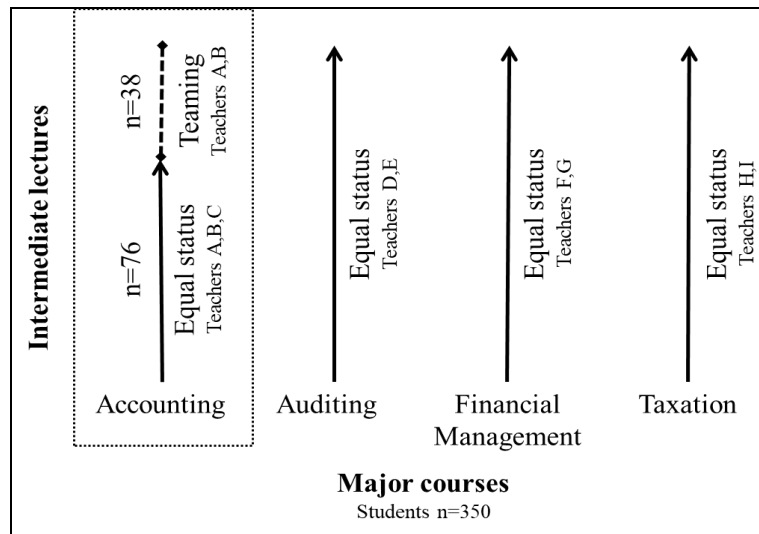 Intermediate lectures
n=38
Teaming
Teachers A,B
n=76
Equal status
Teachers A,B,C
Equal status
Teachers D,E
Equal status
Teachers F,G
Equal status
Teachers H,I
Accounting
Auditing
Financial
Management
Taxation
Major courses
Students n=350